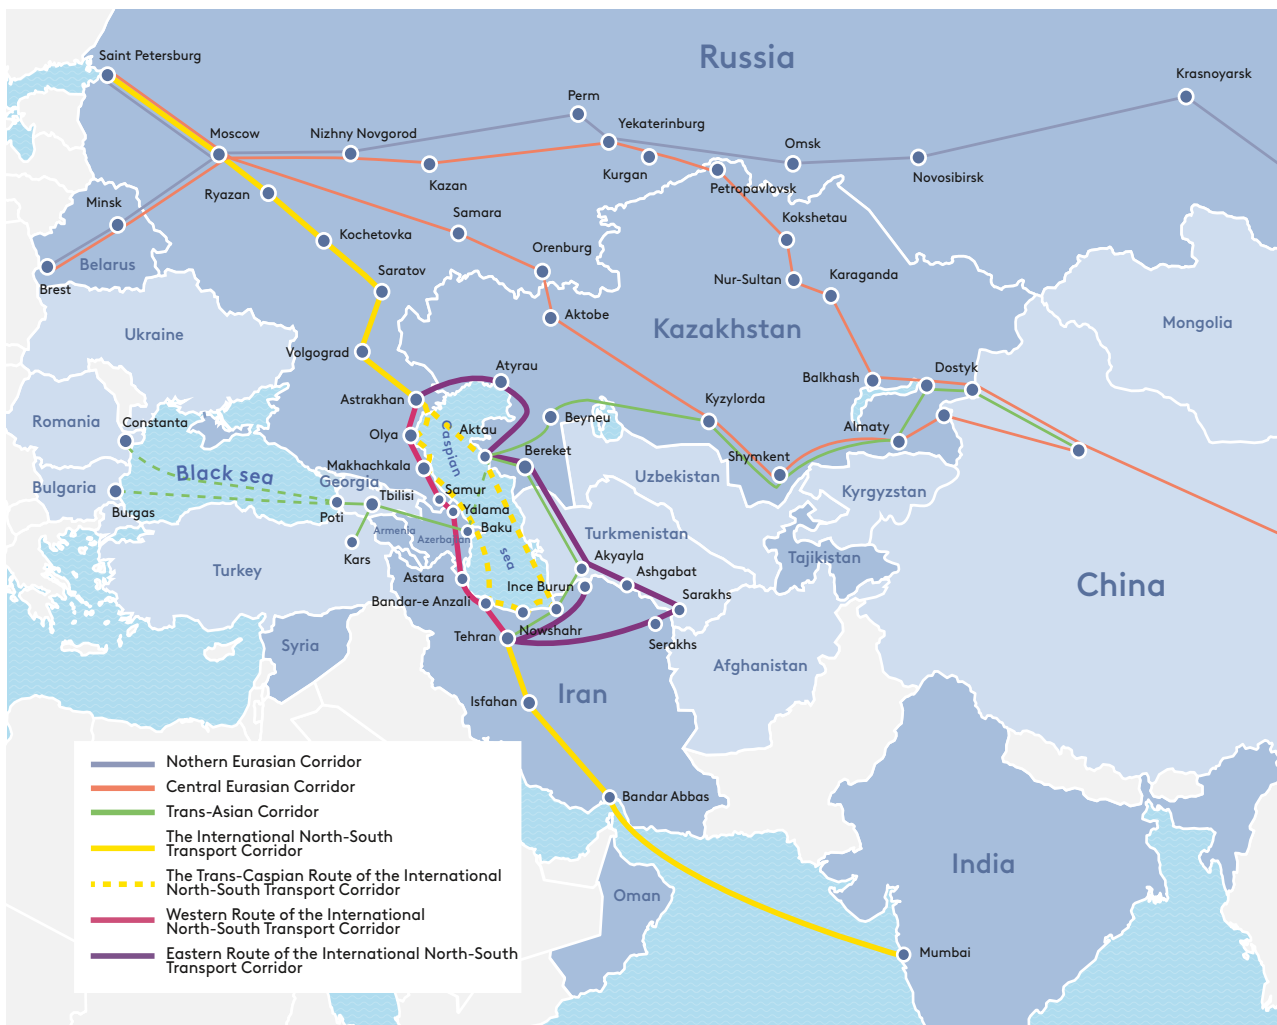 Saint Petersburg
Russia
Krasnoyarsk
Perm
Yekaterinburg
Moscow
Nizhny Novgorod
Omsk
Kazan
Kurgan
Novosibirsk
Petropavlovsk
Ryazan
Minsk
Samara
Kokshetau
Kochetovka
Orenburg
Belarus
Saratov
Nur-Sultan
Karaganda
Brest
Aktobe
Ukraine
Kazakhstan
Mongolia
Volgograd
Atyrau
Balkhash
Dostyk
Astrakhan
Kyzylorda
Beyneu
Romania
Constanta
Olya
Aktau
Almaty
Caspian
Bereket
Shymkent
Makhachkala
Black sea
Georgia
Uzbekistan
Bulgaria
Samur
Kyrgyzstan
Tbilisi
Burgas
Poti
Yalama
Armenia
Azerbaijan
Baku
Turkmenistan
Kars
sea
Akyayla
Tajikistan
Turkey
Astara
Ashgabat
China
Ince Burun
Bandar-e Anzali
Sarakhs
Tehran
Nowshahr
Serakhs
Syria
Afghanistan
Isfahan
Iran
Bandar Abbas
India
Oman
Mumbai
Nothern Eurasian Corridor
Central Eurasian Corridor
Trans-Asian Corridor
The International North-South
Transport Corridor
The Trans-Caspian Route of the International
North-South Transport Corridor
Western Route of the International
North-South Transport Corridor
Eastern Route of the International North-South
Transport Corridor